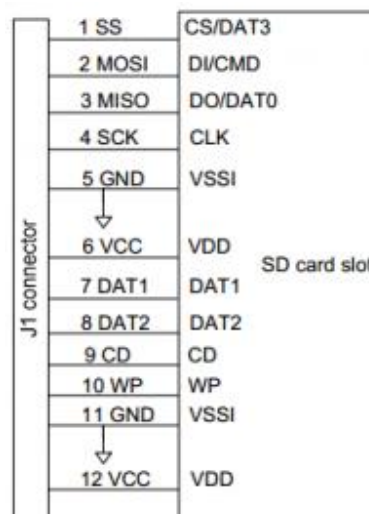 1 SS CS/DAT3
2 MOSI DI/CMD
3 MISO DO/DAT0
4 SCK CLK
5 GND VSSI
6 VCC VDD
SD card slot
7 DAT1 DAT1
8 DAT2 DAT2
9 CD CD
10 WP WP
11 GND VSSI
12 VCC VDD
J1 connector